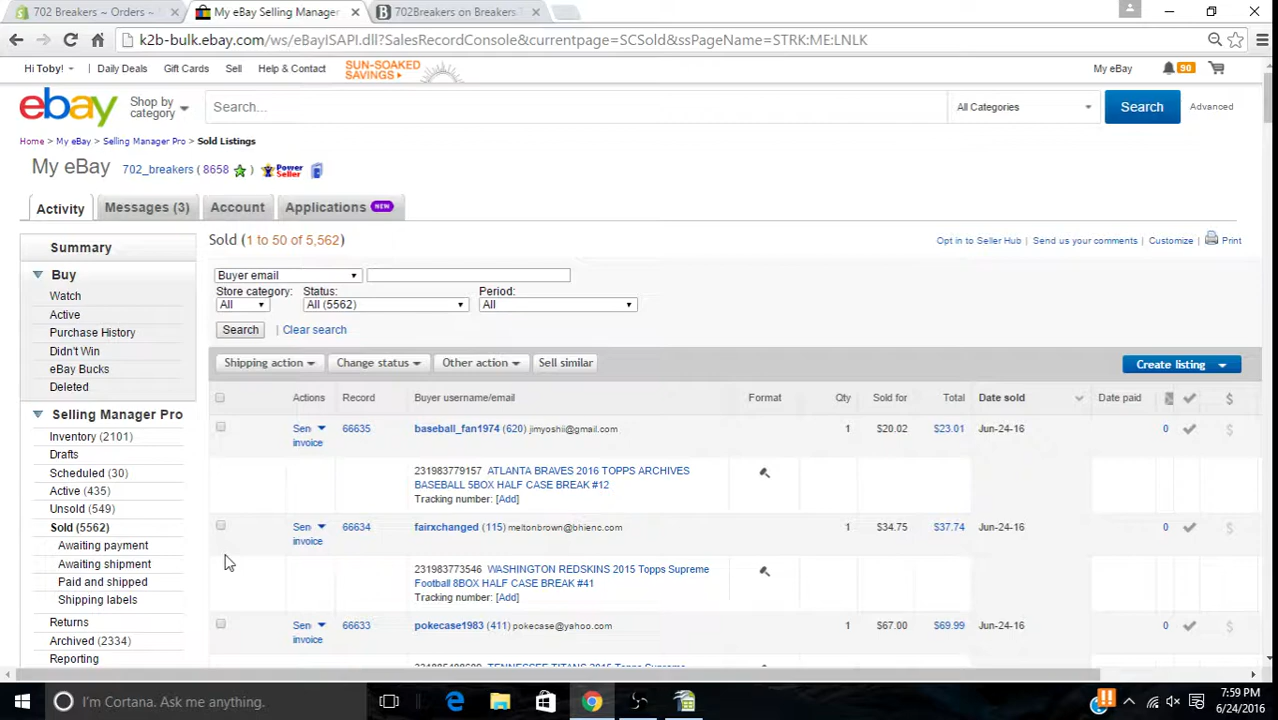 702 Breakers ~ Orders ~
My eBay Selling Manager
702Breakers on Breakers T
k2b-bulk.ebay.com/ws/eBayISAPI.dll?SalesRecordConsole&currentpage=SCSold&ssPageName=STRK:ME:LNLK
Hi Toby! Daily Deals Gift Cards Sell Help & Contact SUN-SOAKED SAVINGS My eBay 90
ebay Shop by category Search... All Categories Search Advanced
Home > My eBay > Selling Manager Pro > Sold Listings
My eBay 702_breakers ( 8658 ) Power Seller
Activity Messages (3) Account Applications NEW
Summary
Buy
Watch
Active
Purchase History
Didn't Win
eBay Bucks
Deleted
Selling Manager Pro
Inventory (2101)
Drafts
Scheduled (30)
Active (435)
Unsold (549)
Sold (5562)
Awaiting payment
Awaiting shipment
Paid and shipped
Shipping labels
Returns
Archived (2334)
Reporting
Sold (1 to 50 of 5,562) Opt in to Seller Hub | Send us your comments | Customize | Print
Buyer email
Store category: Status: Period:
All All (5562) All
Search | Clear search
Shipping action Change status Other action Sell similar Create listing
Actions Record Buyer username/email Format Qty Sold for Total Date sold Date paid $
Sen 66635 baseball_fan1974 (620) jimyoshii@gmail.com 1 $20.02 $23.01 Jun-24-16 0 $
invoice
231983779157 ATLANTA BRAVES 2016 TOPPS ARCHIVES
BASEBALL 5BOX HALF CASE BREAK #12
Tracking number: [Add]
Sen 66634 fairxchanged (115) meltonbrown@bhienc.com 1 $34.75 $37.74 Jun-24-16 0 $
invoice
231983773546 WASHINGTON REDSKINS 2015 Topps Supreme
Football 8BOX HALF CASE BREAK #41
Tracking number: [Add]
Sen 66633 pokecase1983 (411) pokecase@yahoo.com 1 $67.00 $69.99 Jun-24-16 0 $
invoice
TENNESSEE TITANS 2015 Topps Supreme
I'm Cortana. Ask me anything.
7:59 PM
6/24/2016